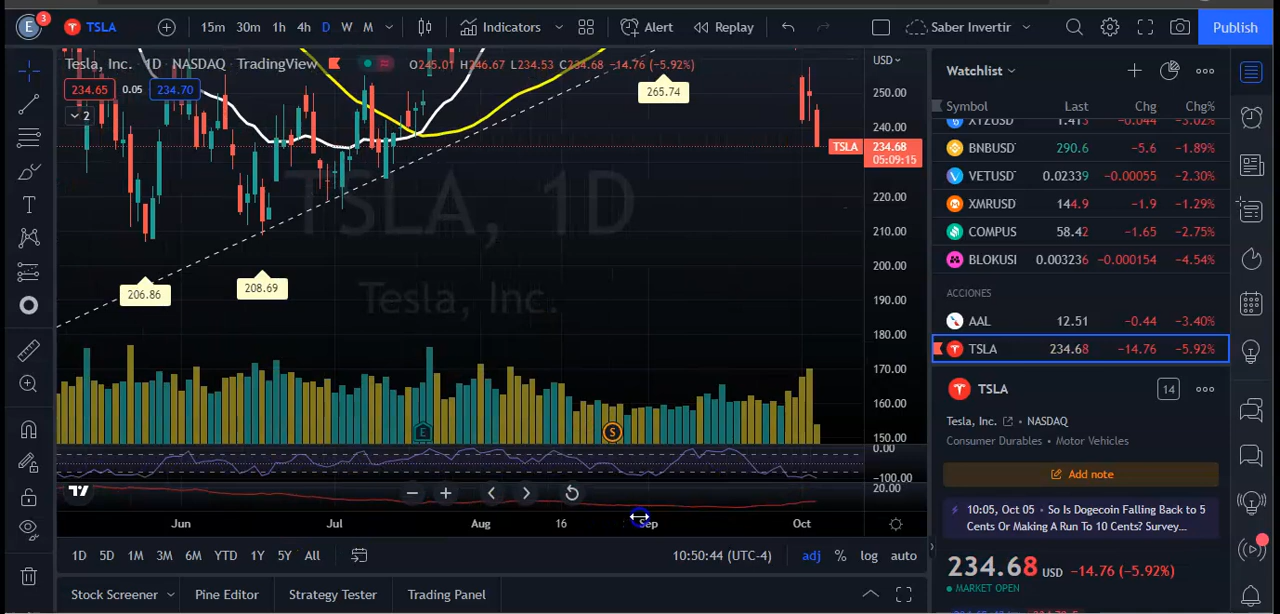 E 3 TSLA 15m 30m 1h 4h D W M Indicators Alert Replay Saber Invertir Publish
Tesla, Inc. 1D NASDAQ TradingView O245.01 H246.67 L234.53 C234.68 −14.76 (−5.92%)
234.65 0.05 234.70
2
265.74
206.86
208.69
TSLA, 1D
Tesla, Inc.
USD
250.00
240.00
TSLA 234.68
05:09:15
220.00
210.00
200.00
190.00
180.00
170.00
160.00
150.00
0.00
−100.00
20.00
E
S
Jun Jul Aug 16 Sep Oct
1D 5D 1M 3M 6M YTD 1Y 5Y All 10:50:44 (UTC-4) adj % log auto
Stock Screener Pine Editor Strategy Tester Trading Panel
Watchlist
Symbol Last Chg Chg%
XTZUSD 1.413 −0.044 −3.02%
BNBUSD 290.6 −5.6 −1.89%
VETUSD 0.02339 −0.00055 −2.30%
XMRUSD 144.9 −1.9 −1.29%
COMPUS 58.42 −1.65 −2.75%
BLOKUSI 0.003236 −0.000154 −4.54%
ACCIONES
AAL 12.51 −0.44 −3.40%
TSLA 234.68 −14.76 −5.92%
TSLA 14
Tesla, Inc. • NASDAQ
Consumer Durables • Motor Vehicles
Add note
10:05, Oct 05 • So Is Dogecoin Falling Back to 5
Cents Or Making A Run To 10 Cents? Survey...
234.68 USD −14.76 (−5.92%)
MARKET OPEN